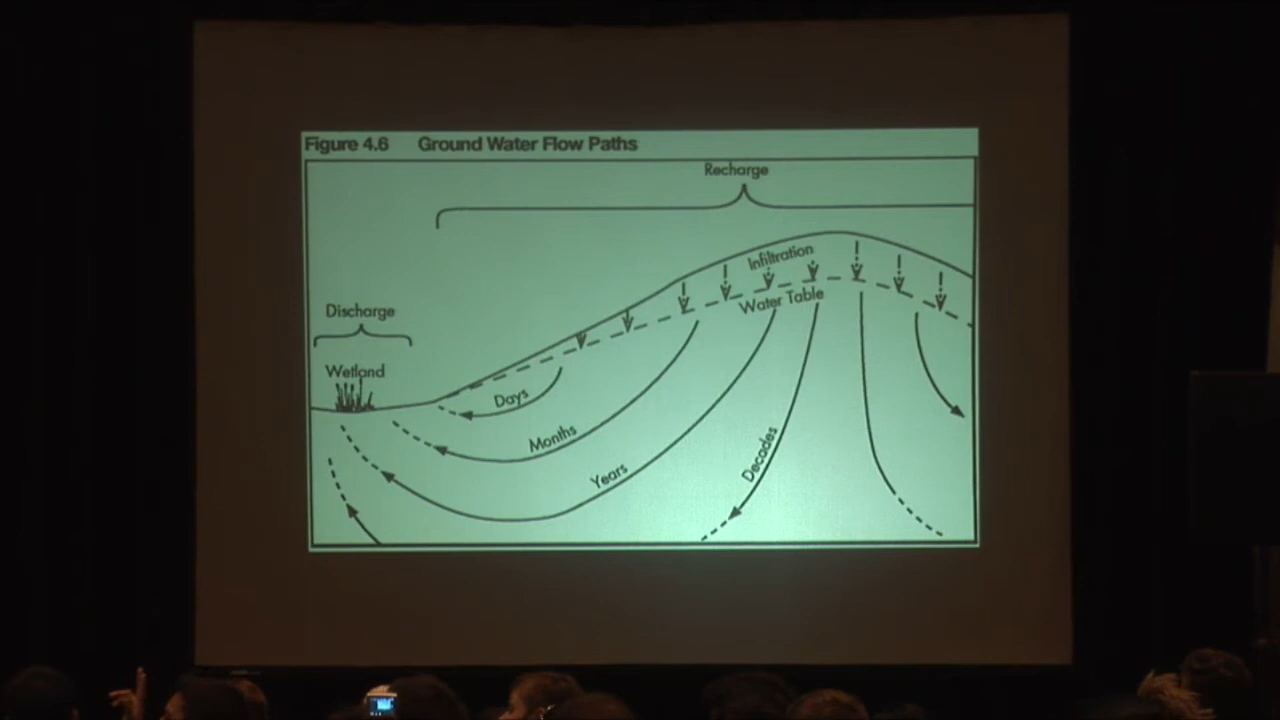 Figure 4.6 Ground Water Flow Paths
Recharge
Infiltration
Water Table
Discharge
Wetland
Days
Months
Years
Decades